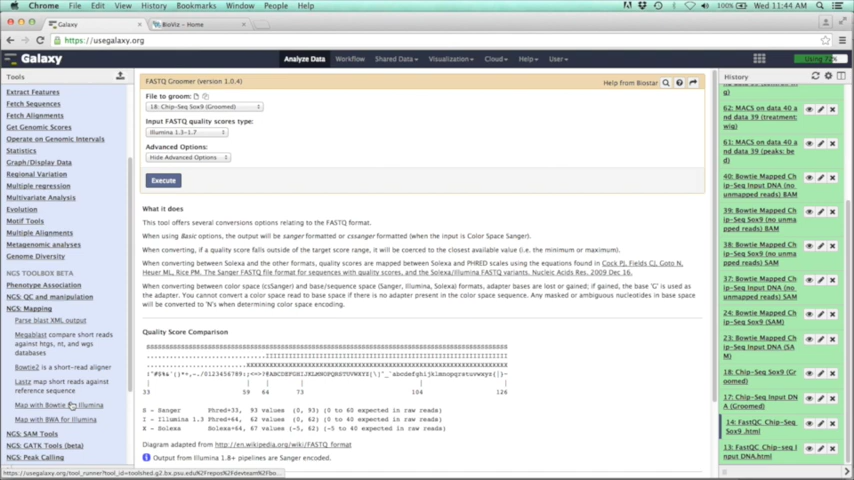 Chrome File Edit View History Bookmarks Window People Help
100% Wed 11:44 AM
Galaxy
BioViz - Home
https://usegalaxy.org
Galaxy
Analyze Data Workflow Shared Data Visualization Cloud Help User
Using 72%
Tools
Extract Features
Fetch Sequences
Fetch Alignments
Get Genomic Scores
Operate on Genomic Intervals
Statistics
Graph/Display Data
Regional Variation
Multiple regression
Multivariate Analysis
Evolution
Motif Tools
Multiple Alignments
Metagenomic analyses
Genome Diversity
NGS TOOLBOX BETA
Phenotype Association
NGS: QC and manipulation
NGS: Mapping
Parse blast XML output
Megablast compare short reads
against htgs, nt, and wgs
databases
Bowtie2 is a short-read aligner
Lastz map short reads against
reference sequence
Map with Bowtie for Illumina
Map with BWA for Illumina
NGS: SAM Tools
NGS: GATK Tools (beta)
NGS: Peak Calling
FASTQ Groomer (version 1.0.4)
Help from Biostar
File to groom:
18: Chip-Seq Sox9 (Groomed)
Input FASTQ quality scores type:
Illumina 1.3-1.7
Advanced Options:
Hide Advanced Options
Execute
What it does
This tool offers several conversions options relating to the FASTQ format.
When using Basic options, the output will be sanger formatted or cssanger formatted (when the input is Color Space Sanger).
When converting, if a quality score falls outside of the target score range, it will be coerced to the closest available value (i.e. the minimum or maximum).
When converting between Solexa and the other formats, quality scores are mapped between Solexa and PHRED scales using the equations found in Cock PJ, Fields CJ, Goto N,
Heuer ML, Rice PM. The Sanger FASTQ file format for sequences with quality scores, and the Solexa/Illumina FASTQ variants. Nucleic Acids Res. 2009 Dec 16.
When converting between color space (csSanger) and base/sequence space (Sanger, Illumina, Solexa) formats, adapter bases are lost or gained; if gained, the base 'G' is used as
the adapter. You cannot convert a color space read to base space if there is no adapter present in the color space sequence. Any masked or ambiguous nucleotides in base space
will be converted to 'N's when determining color space encoding.
Quality Score Comparison
33 59 64 73 104 126
S - Sanger Phred+33, 93 values (0, 93) (0 to 60 expected in raw reads)
I - Illumina 1.3 Phred+64, 62 values (0, 62) (0 to 40 expected in raw reads)
X - Solexa Solexa+64, 67 values (-5, 62) (-5 to 40 expected in raw reads)
Diagram adapted from http://en.wikipedia.org/wiki/FASTQ_format
Output from Illumina 1.8+ pipelines are Sanger encoded.
History
62: MACS on data 40 a
nd data 39 (treatment:
wig)
61: MACS on data 40 a
nd data 39 (peaks: be
d)
40: Bowtie Mapped Ch
ip-Seq Input DNA (no
unmapped reads) BAM
39: Bowtie Mapped Ch
ip-Seq Sox9 (no unma
pped reads) BAM
38: Bowtie Mapped Ch
ip-Seq Sox9 (no unma
pped reads) (SAM)
37: Bowtie Mapped Ch
ip-Seq Input DNA (no
unmapped reads) (SAM)
24: Bowtie Mapped Ch
ip-Seq Sox9 (SAM)
23: Bowtie Mapped Ch
ip-Seq Input DNA (SA
M)
18: Chip-Seq Sox9 (Gr
oomed)
17: Chip-Seq Input DN
A (Groomed)
14: FastQC_Chip-Seq
Sox9_.html
13: FastQC_Chip-seq I
nput DNA.html